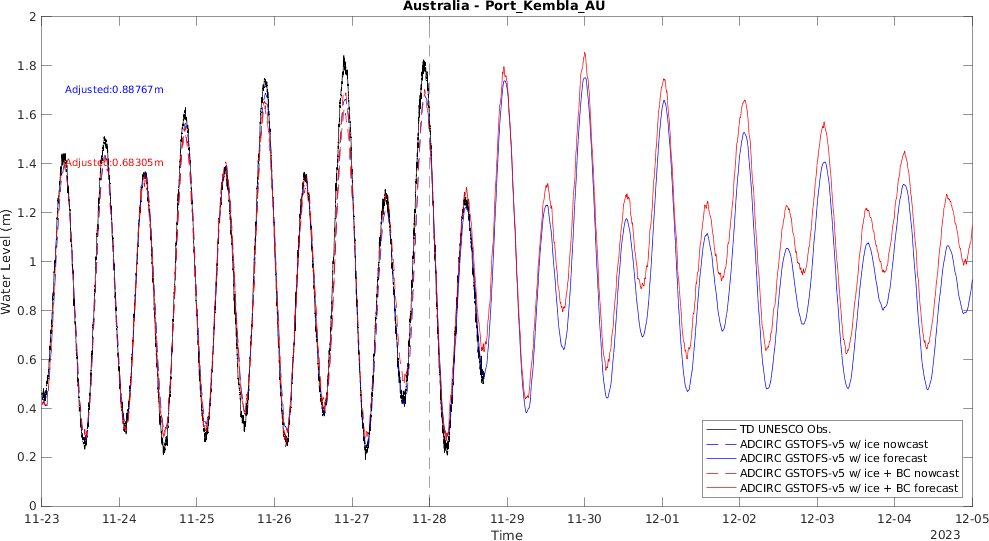 Australia - Port_Kembla_AU
2
1.8
1.6
1.4
1.2
1
0.8
0.6
0.4
0.2
0
Water Level (m)
Adjusted:0.88767m
Adjusted:0.68305m
TD UNESCO Obs.
ADCIRC GSTOFS-v5 w/ ice nowcast
ADCIRC GSTOFS-v5 w/ ice forecast
ADCIRC GSTOFS-v5 w/ ice + BC nowcast
ADCIRC GSTOFS-v5 w/ ice + BC forecast
11-23 11-24 11-25 11-26 11-27 11-28 11-29 11-30 12-01 12-02 12-03 12-04 12-05
Time
2023